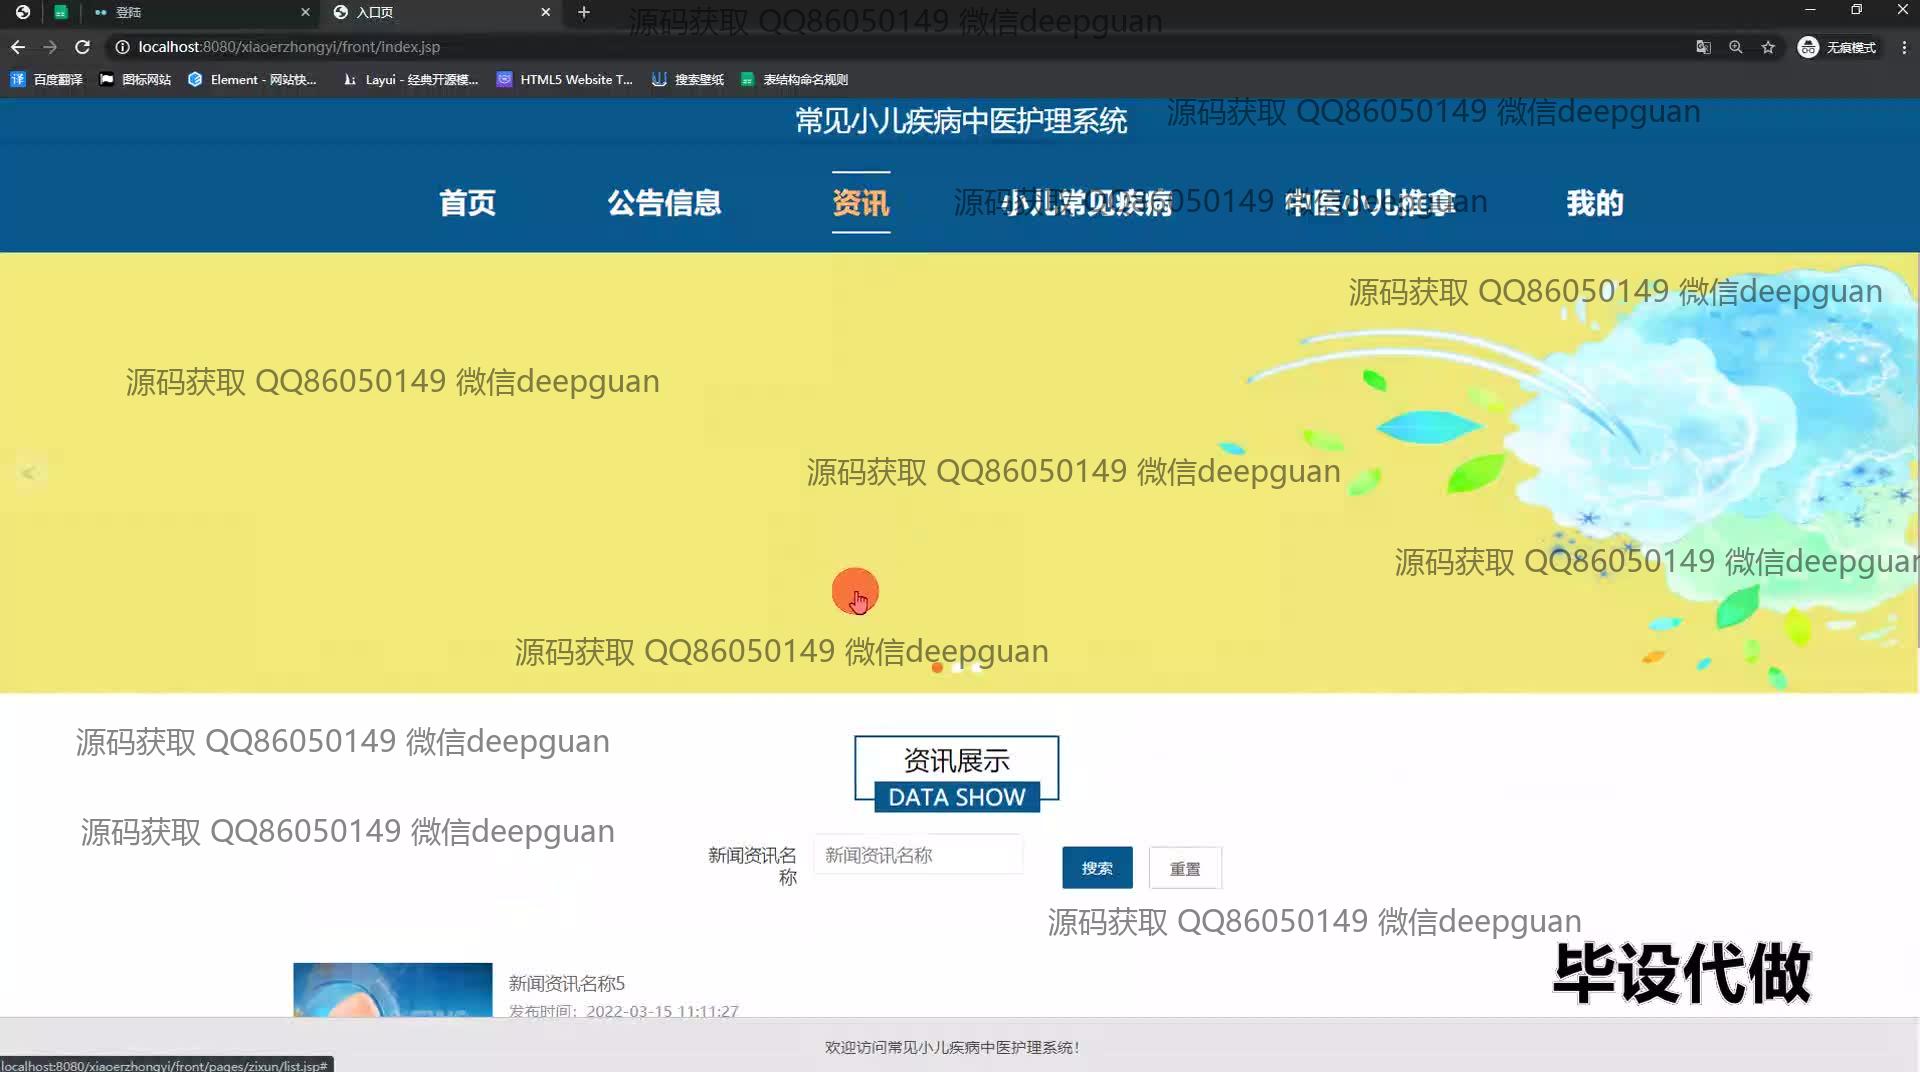 登陆
入口页
源码获取 QQ86050149 微信deepguan
localhost:8080/xiaoerzhongyi/front/index.jsp
无痕模式
百度翻译
图标网站
Element - 网站快...
Layui - 经典开源模...
HTML5 Website T...
搜索壁纸
表结构命名规则
常见小儿疾病中医护理系统
源码获取 QQ86050149 微信deepguan
首页
公告信息
资讯
小儿常见疾病
源码获取 QQ86050149 微信deepguan
我的
源码获取 QQ86050149 微信deepguan
源码获取 QQ86050149 微信deepguan
<
源码获取 QQ86050149 微信deepguan
源码获取 QQ86050149 微信deepguan
源码获取 QQ86050149 微信deepguan
源码获取 QQ86050149 微信deepguan
资讯展示
DATA SHOW
源码获取 QQ86050149 微信deepguan
新闻资讯名
称
新闻资讯名称
搜索
重置
源码获取 QQ86050149 微信deepguan
毕设代做
新闻资讯名称5
发布时间：2022-03-15 11:11:27
欢迎访问常见小儿疾病中医护理系统！
localhost:8080/xiaoerzhongyi/front/pages/zixun/list.jsp#